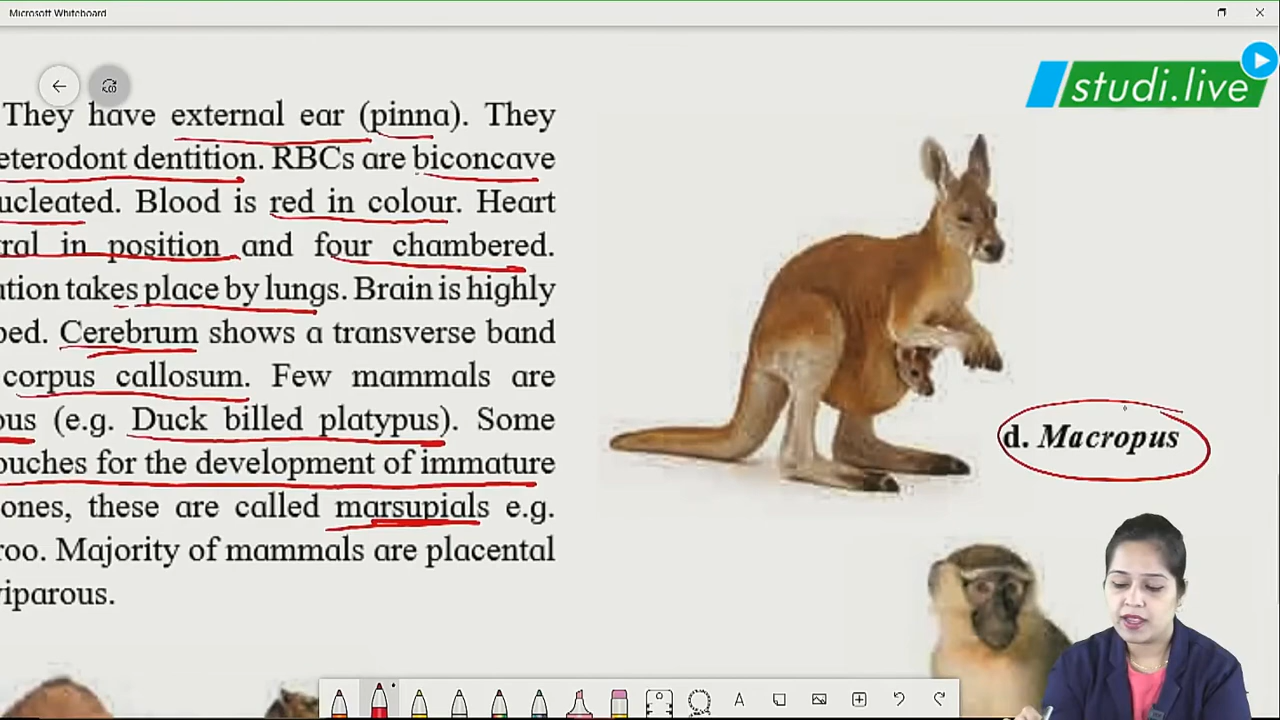 Microsoft Whiteboard
studi.live
They have external ear (pinna). They
eterodont dentition. RBCs are biconcave
ucleated. Blood is red in colour. Heart
ral in position and four chambered.
ation takes place by lungs. Brain is highly
ped. Cerebrum shows a transverse band
corpus callosum. Few mammals are
ous (e.g. Duck billed platypus). Some
ouches for the development of immature
ones, these are called marsupials e.g.
roo. Majority of mammals are placental
viparous.
d. Macropus
A